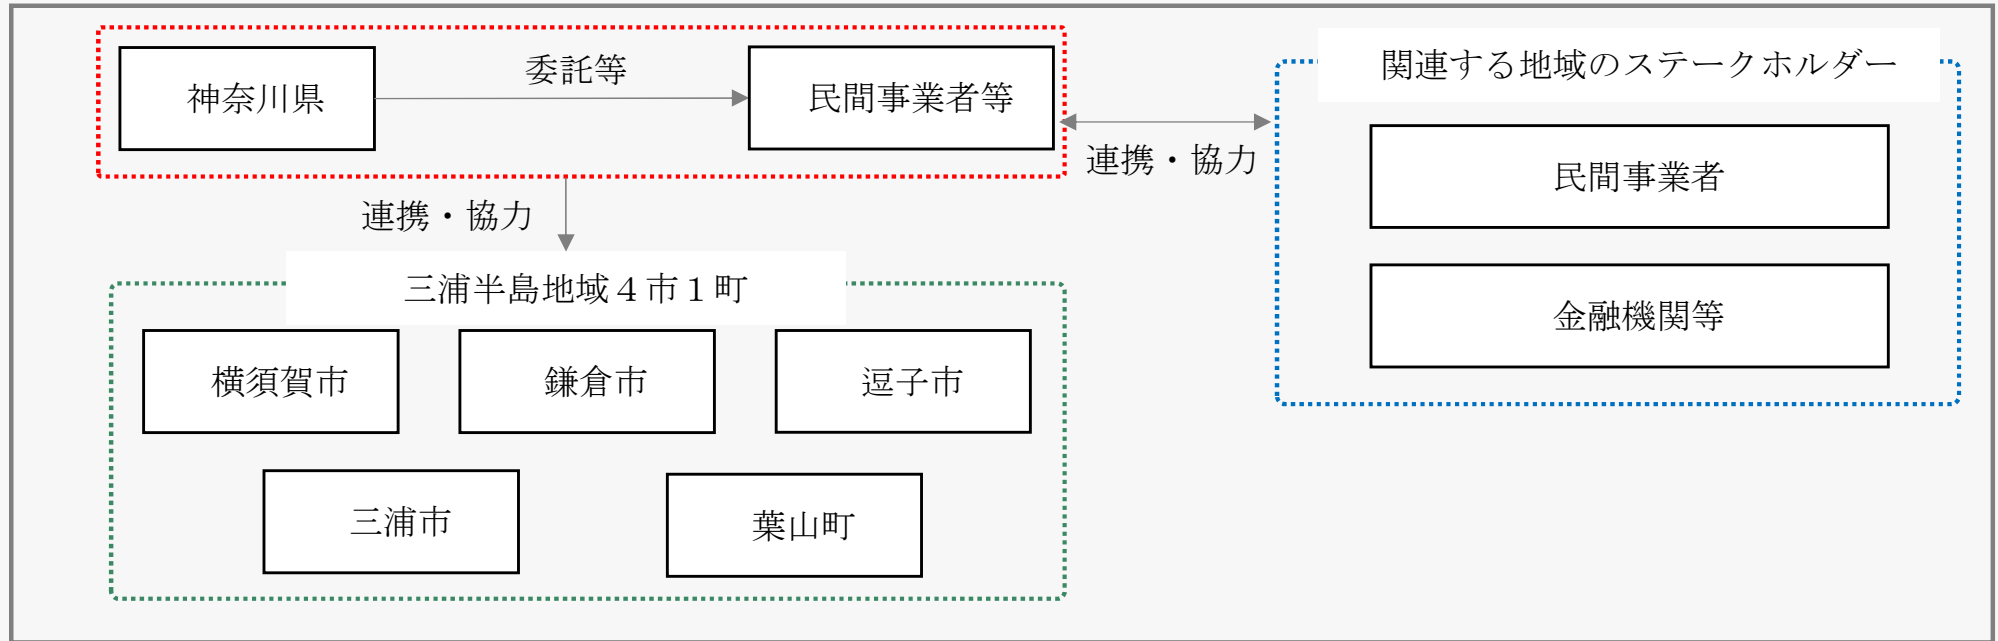 神奈川県
委託等
民間事業者等
連携・協力
関連する地域のステークホルダー
民間事業者
金融機関等
連携・協力
三浦半島地域４市１町
横須賀市
鎌倉市
逗子市
三浦市
葉山町